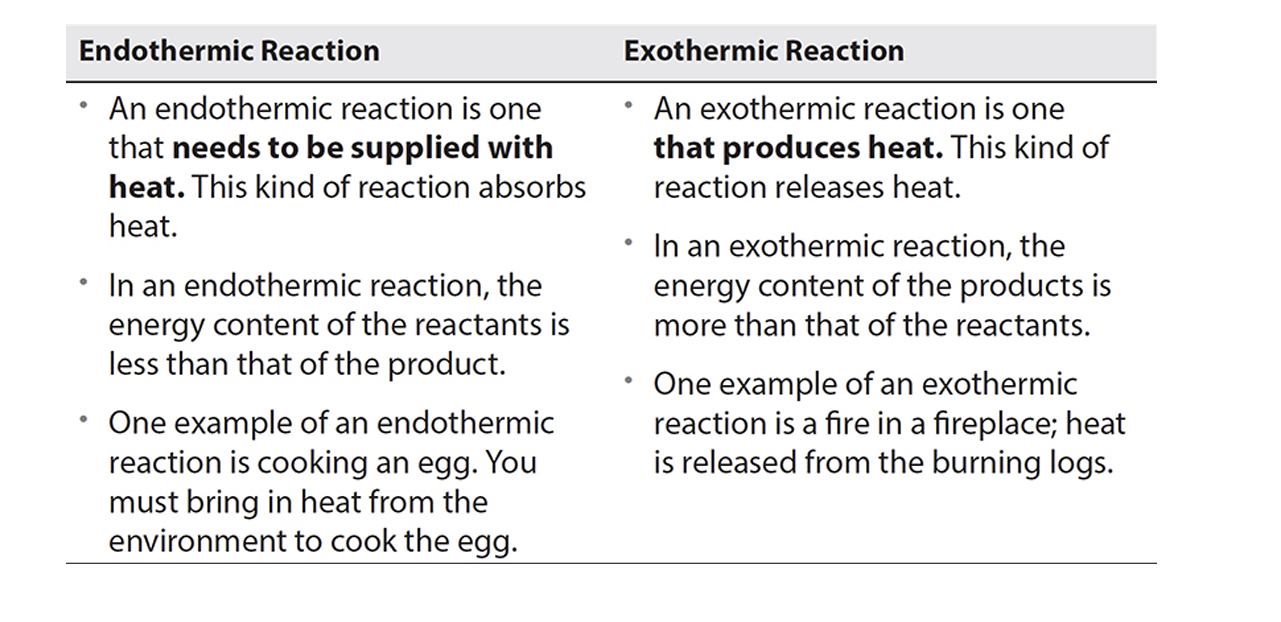 Endothermic Reaction
Exothermic Reaction
• An endothermic reaction is one
that needs to be supplied with
heat. This kind of reaction absorbs
heat.
• In an endothermic reaction, the
energy content of the reactants is
less than that of the product.
• One example of an endothermic
reaction is cooking an egg. You
must bring in heat from the
environment to cook the egg.
• An exothermic reaction is one
that produces heat. This kind of
reaction releases heat.
• In an exothermic reaction, the
energy content of the products is
more than that of the reactants.
• One example of an exothermic
reaction is a fire in a fireplace; heat
is released from the burning logs.